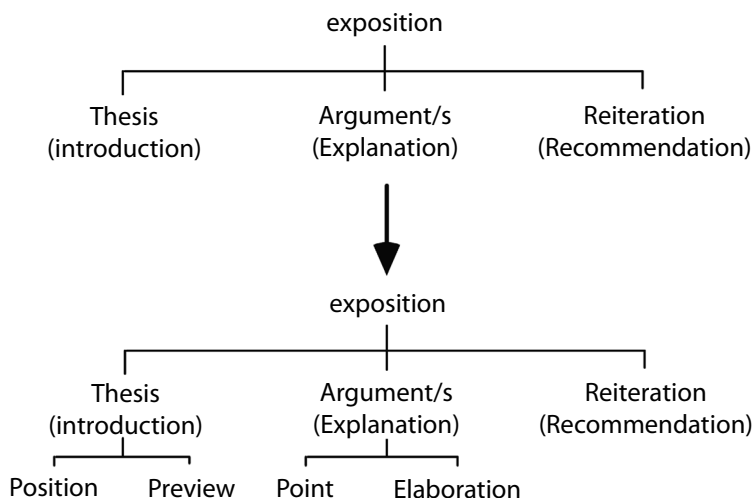 exposition
Thesis Argument/s Reiteration
(introduction) (Explanation) (Recommendation)
exposition
Thesis Argument/s Reiteration
(introduction) (Explanation) (Recommendation)
Position Preview Point Elaboration